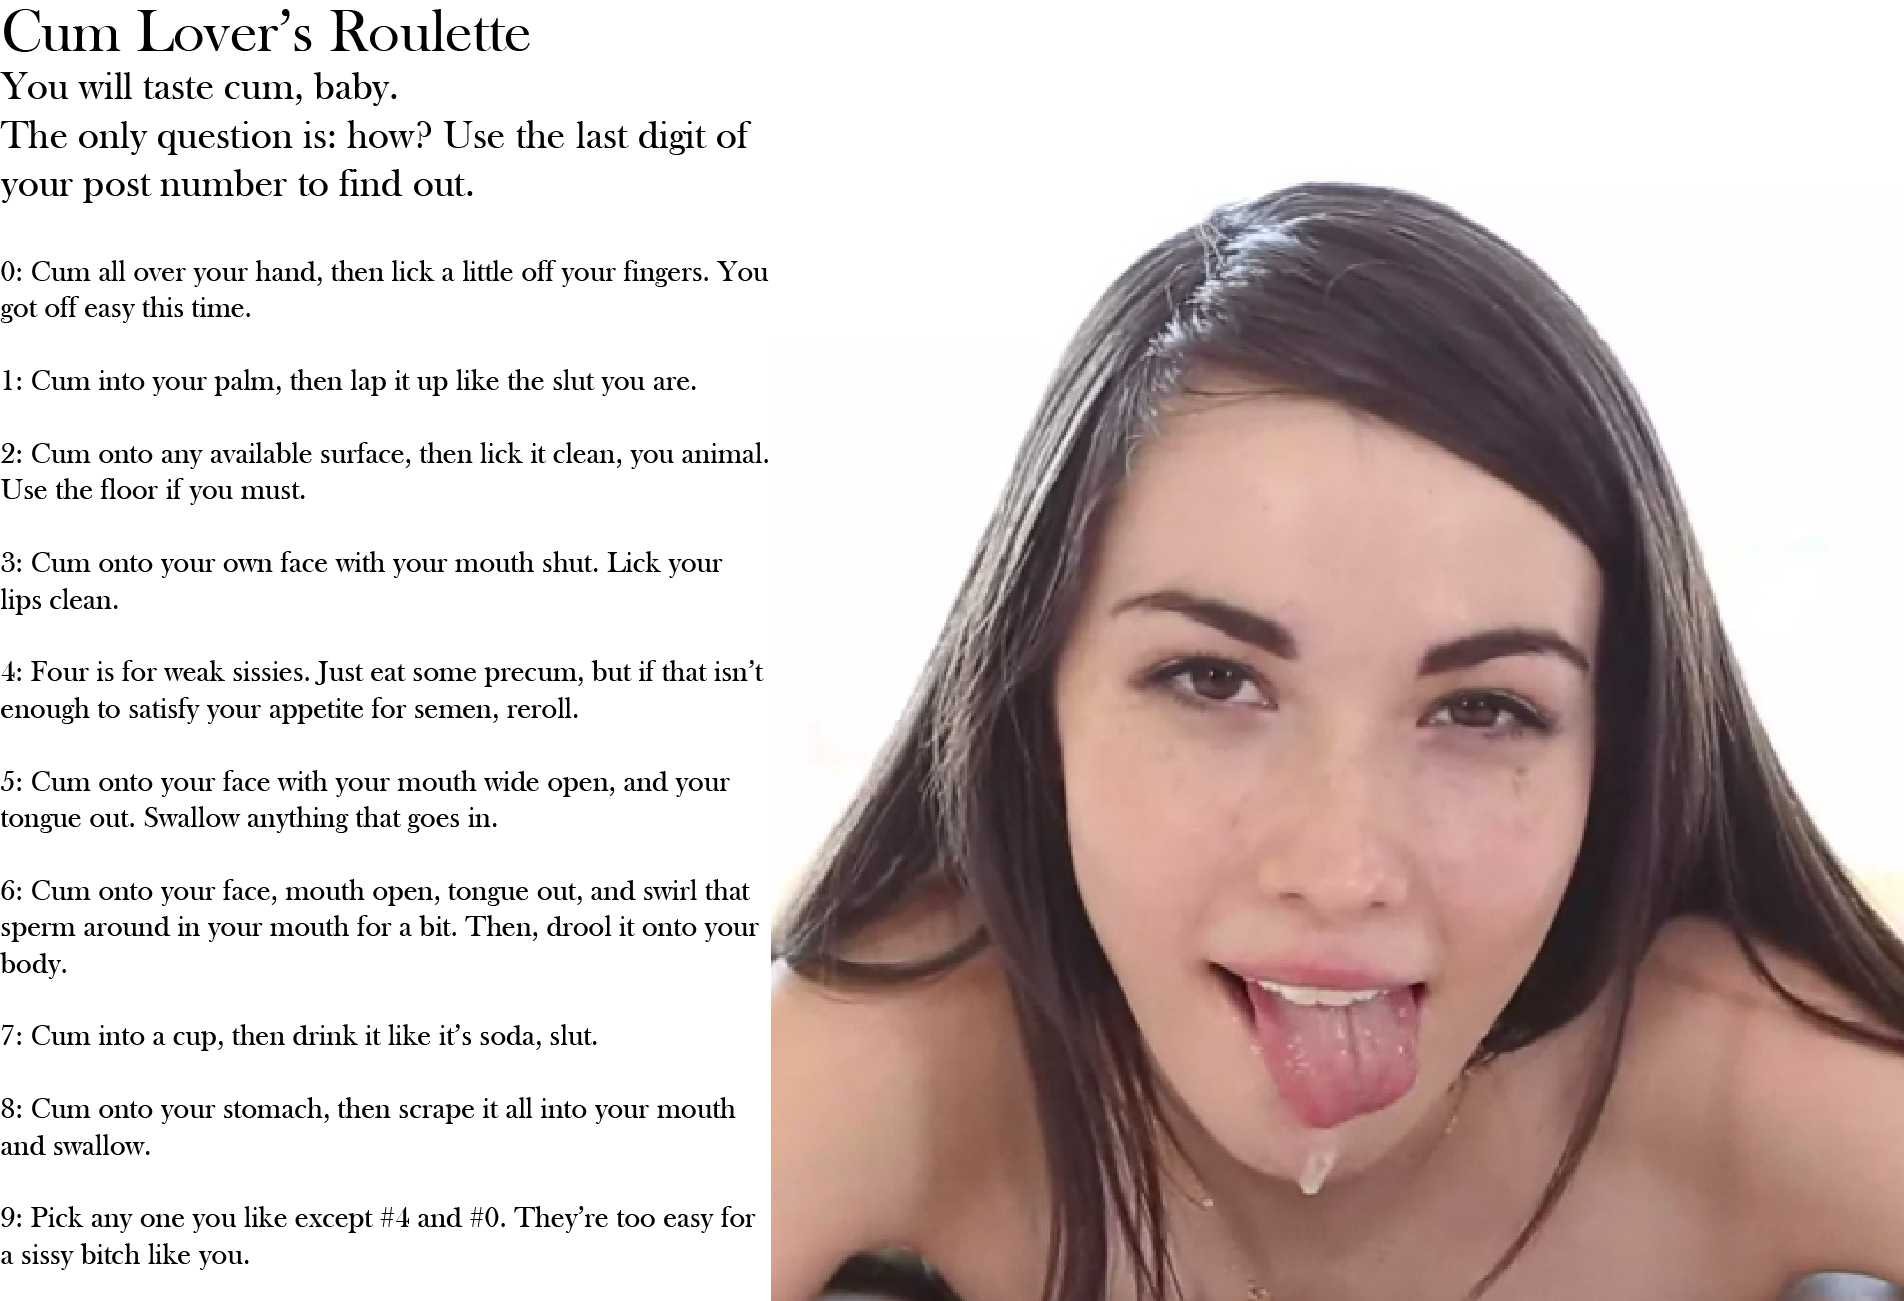 Cum Lover’s Roulette
You will taste cum, baby.
The only question is: how? Use the last digit of
your post number to find out.
0: Cum all over your hand, then lick a little off your fingers. You
got off easy this time.
1: Cum into your palm, then lap it up like the slut you are.
2: Cum onto any available surface, then lick it clean, you animal.
Use the floor if you must.
3: Cum onto your own face with your mouth shut. Lick your
lips clean.
4: Four is for weak sissies. Just eat some precum, but if that isn’t
enough to satisfy your appetite for semen, reroll.
5: Cum onto your face with your mouth wide open, and your
tongue out. Swallow anything that goes in.
6: Cum onto your face, mouth open, tongue out, and swirl that
sperm around in your mouth for a bit. Then, drool it onto your
body.
7: Cum into a cup, then drink it like it’s soda, slut.
8: Cum onto your stomach, then scrape it all into your mouth
and swallow.
9: Pick any one you like except #4 and #0. They’re too easy for
a sissy bitch like you.